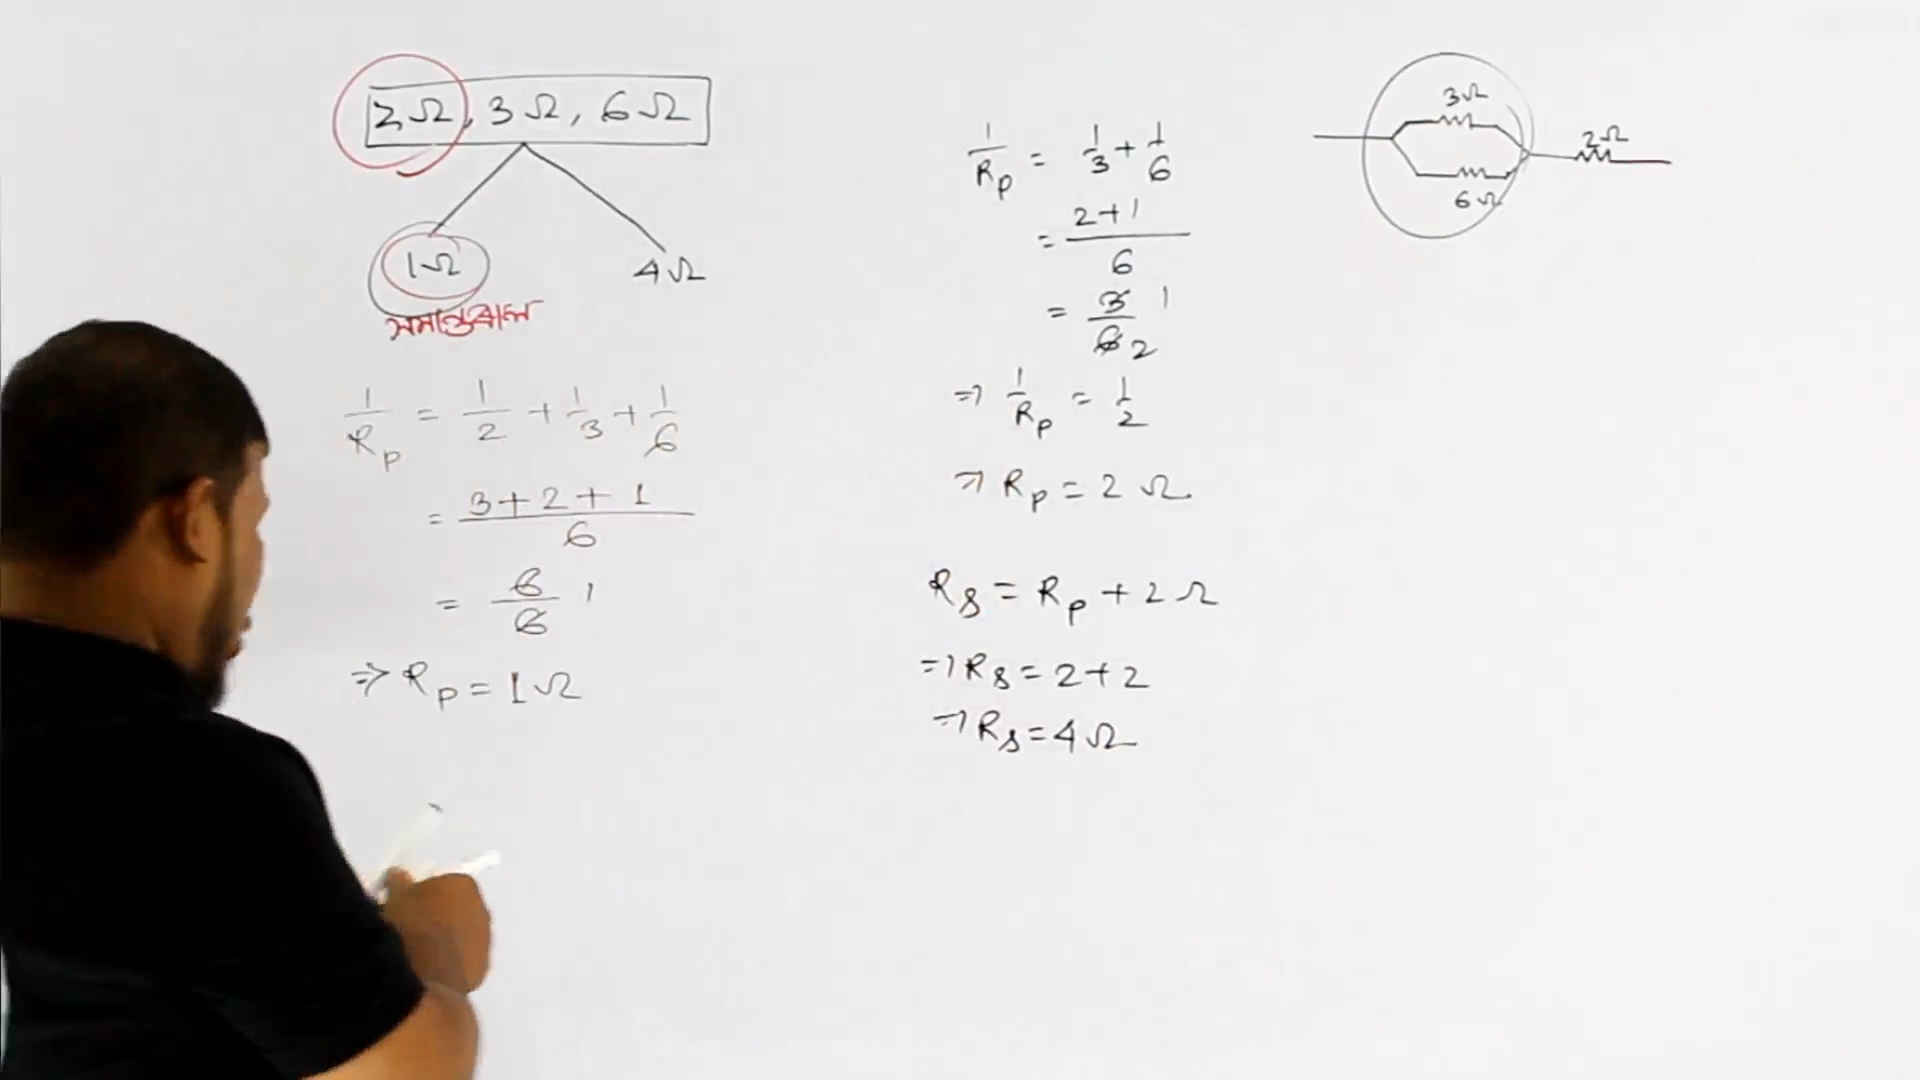 2Ω, 3Ω, 6Ω
1Ω
4Ω
সমান্তরাল
1/Rp = 1/2 + 1/3 + 1/6
= (3+2+1)/6
= 6/6 1
⇒ Rp = 1Ω
1/Rp = 1/3 + 1/6
= (2+1)/6
= 3/6 1 2
⇒ 1/Rp = 1/2
⇒ Rp = 2Ω
Rs = Rp + 2Ω
⇒ Rs = 2+2
⇒ Rs = 4Ω
3Ω
2Ω
6Ω